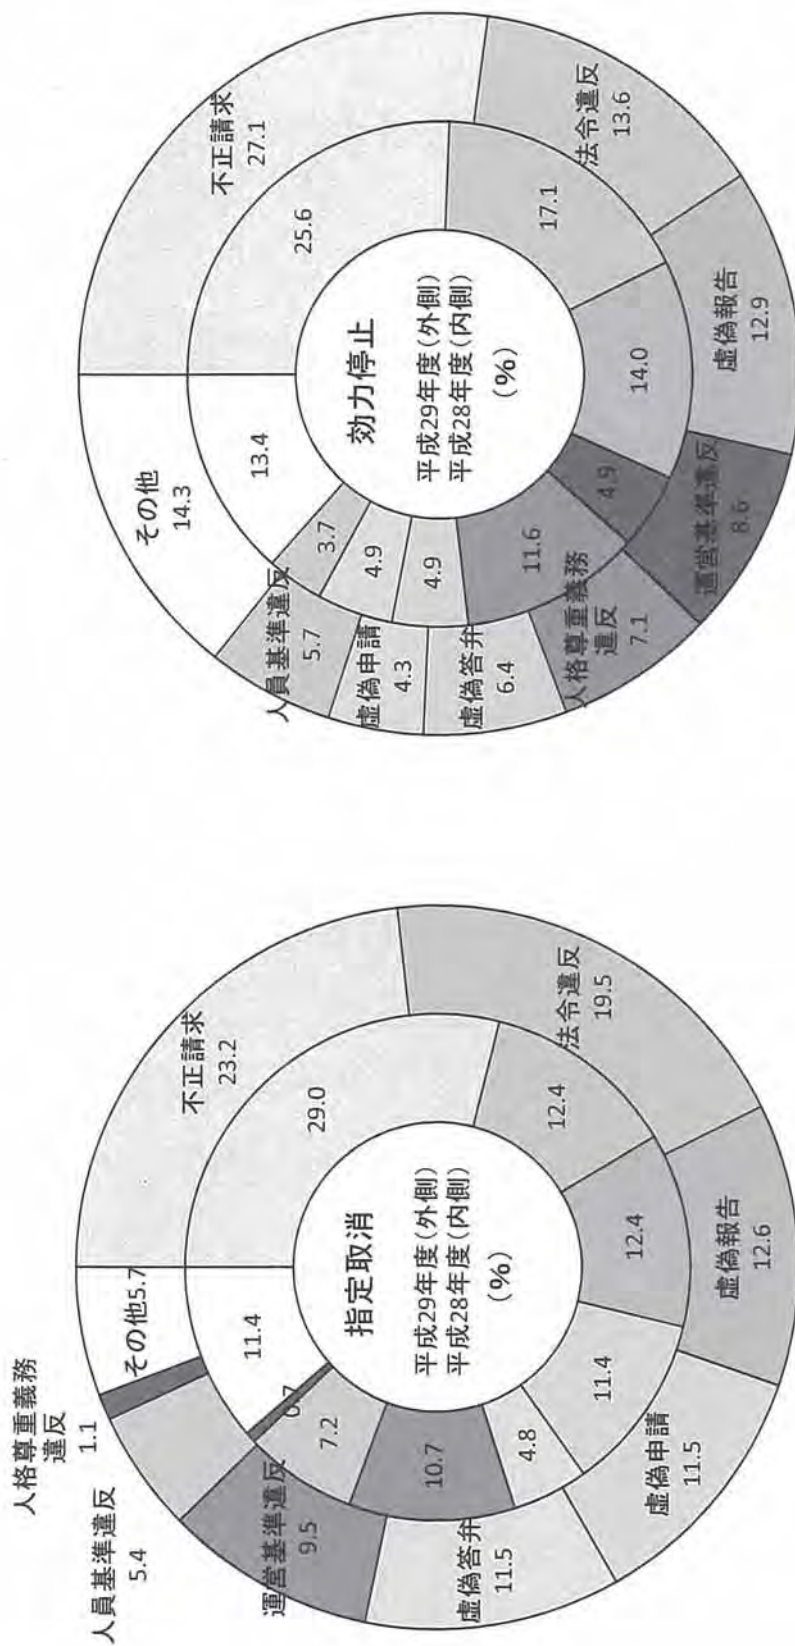 人格尊重義務
違反
1.1
人員基準違反
5.4
その他5.7
不正請求
23.2
法令違反
19.5
虚偽報告
12.6
虚偽申請
11.5
虚偽答弁
11.5
運営基準違反
9.5
29.0
12.4
12.4
11.4
4.8
10.7
7.2
0.7
11.4
指定取消
平成29年度(外側)
平成28年度(内側)
(%)
その他
14.3
不正請求
27.1
法令違反
13.6
虚偽報告
12.9
運営基準違反
8.6
人格尊重義務
違反
7.1
虚偽答弁
6.4
虚偽申請
4.3
人員基準違反
5.7
25.6
17.1
14.0
4.9
11.6
4.9
4.9
3.7
13.4
効力停止
平成29年度(外側)
平成28年度(内側)
(%)